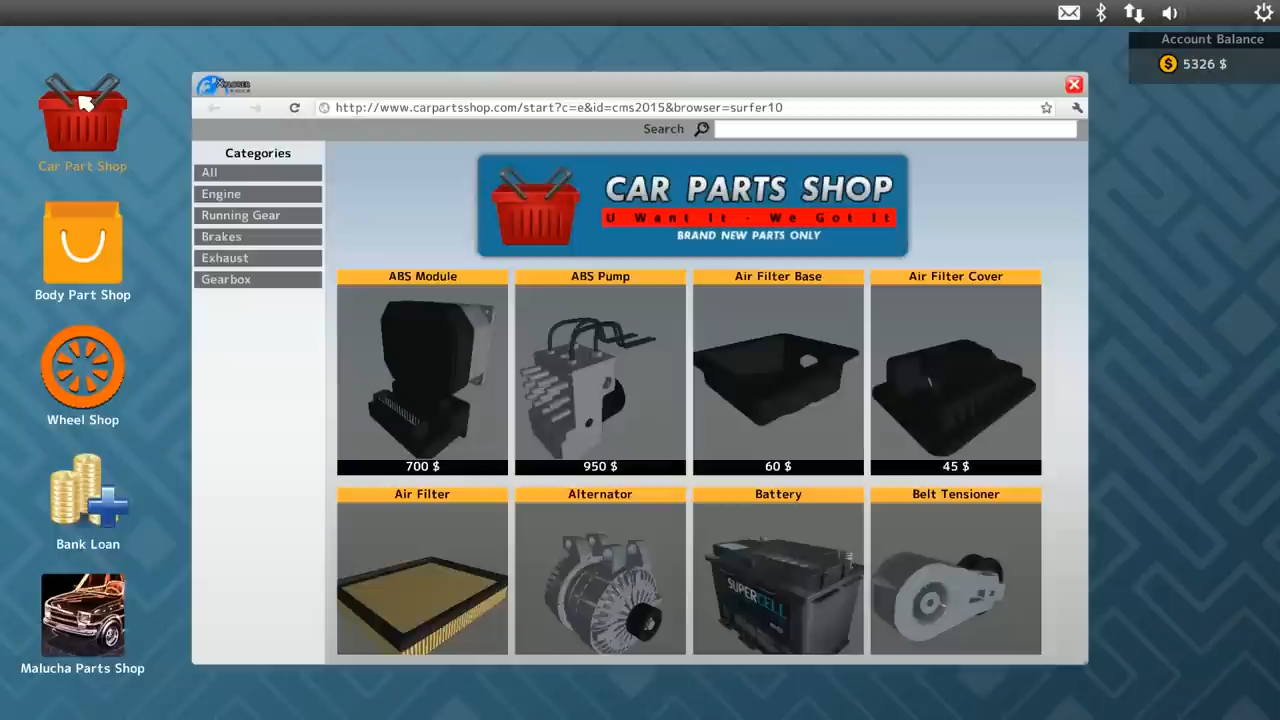 Account Balance
5326 $
Car Part Shop
Body Part Shop
Wheel Shop
Bank Loan
Malucha Parts Shop
http://www.carpartsshop.com/start?c=e&id=cms2015&browser=surfer10
Search
Categories
All
Engine
Running Gear
Brakes
Exhaust
Gearbox
CAR PARTS SHOP
U Want It - We Got It
BRAND NEW PARTS ONLY
ABS Module
ABS Pump
Air Filter Base
Air Filter Cover
700 $
950 $
60 $
45 $
Air Filter
Alternator
Battery
Belt Tensioner
SUPERCELL